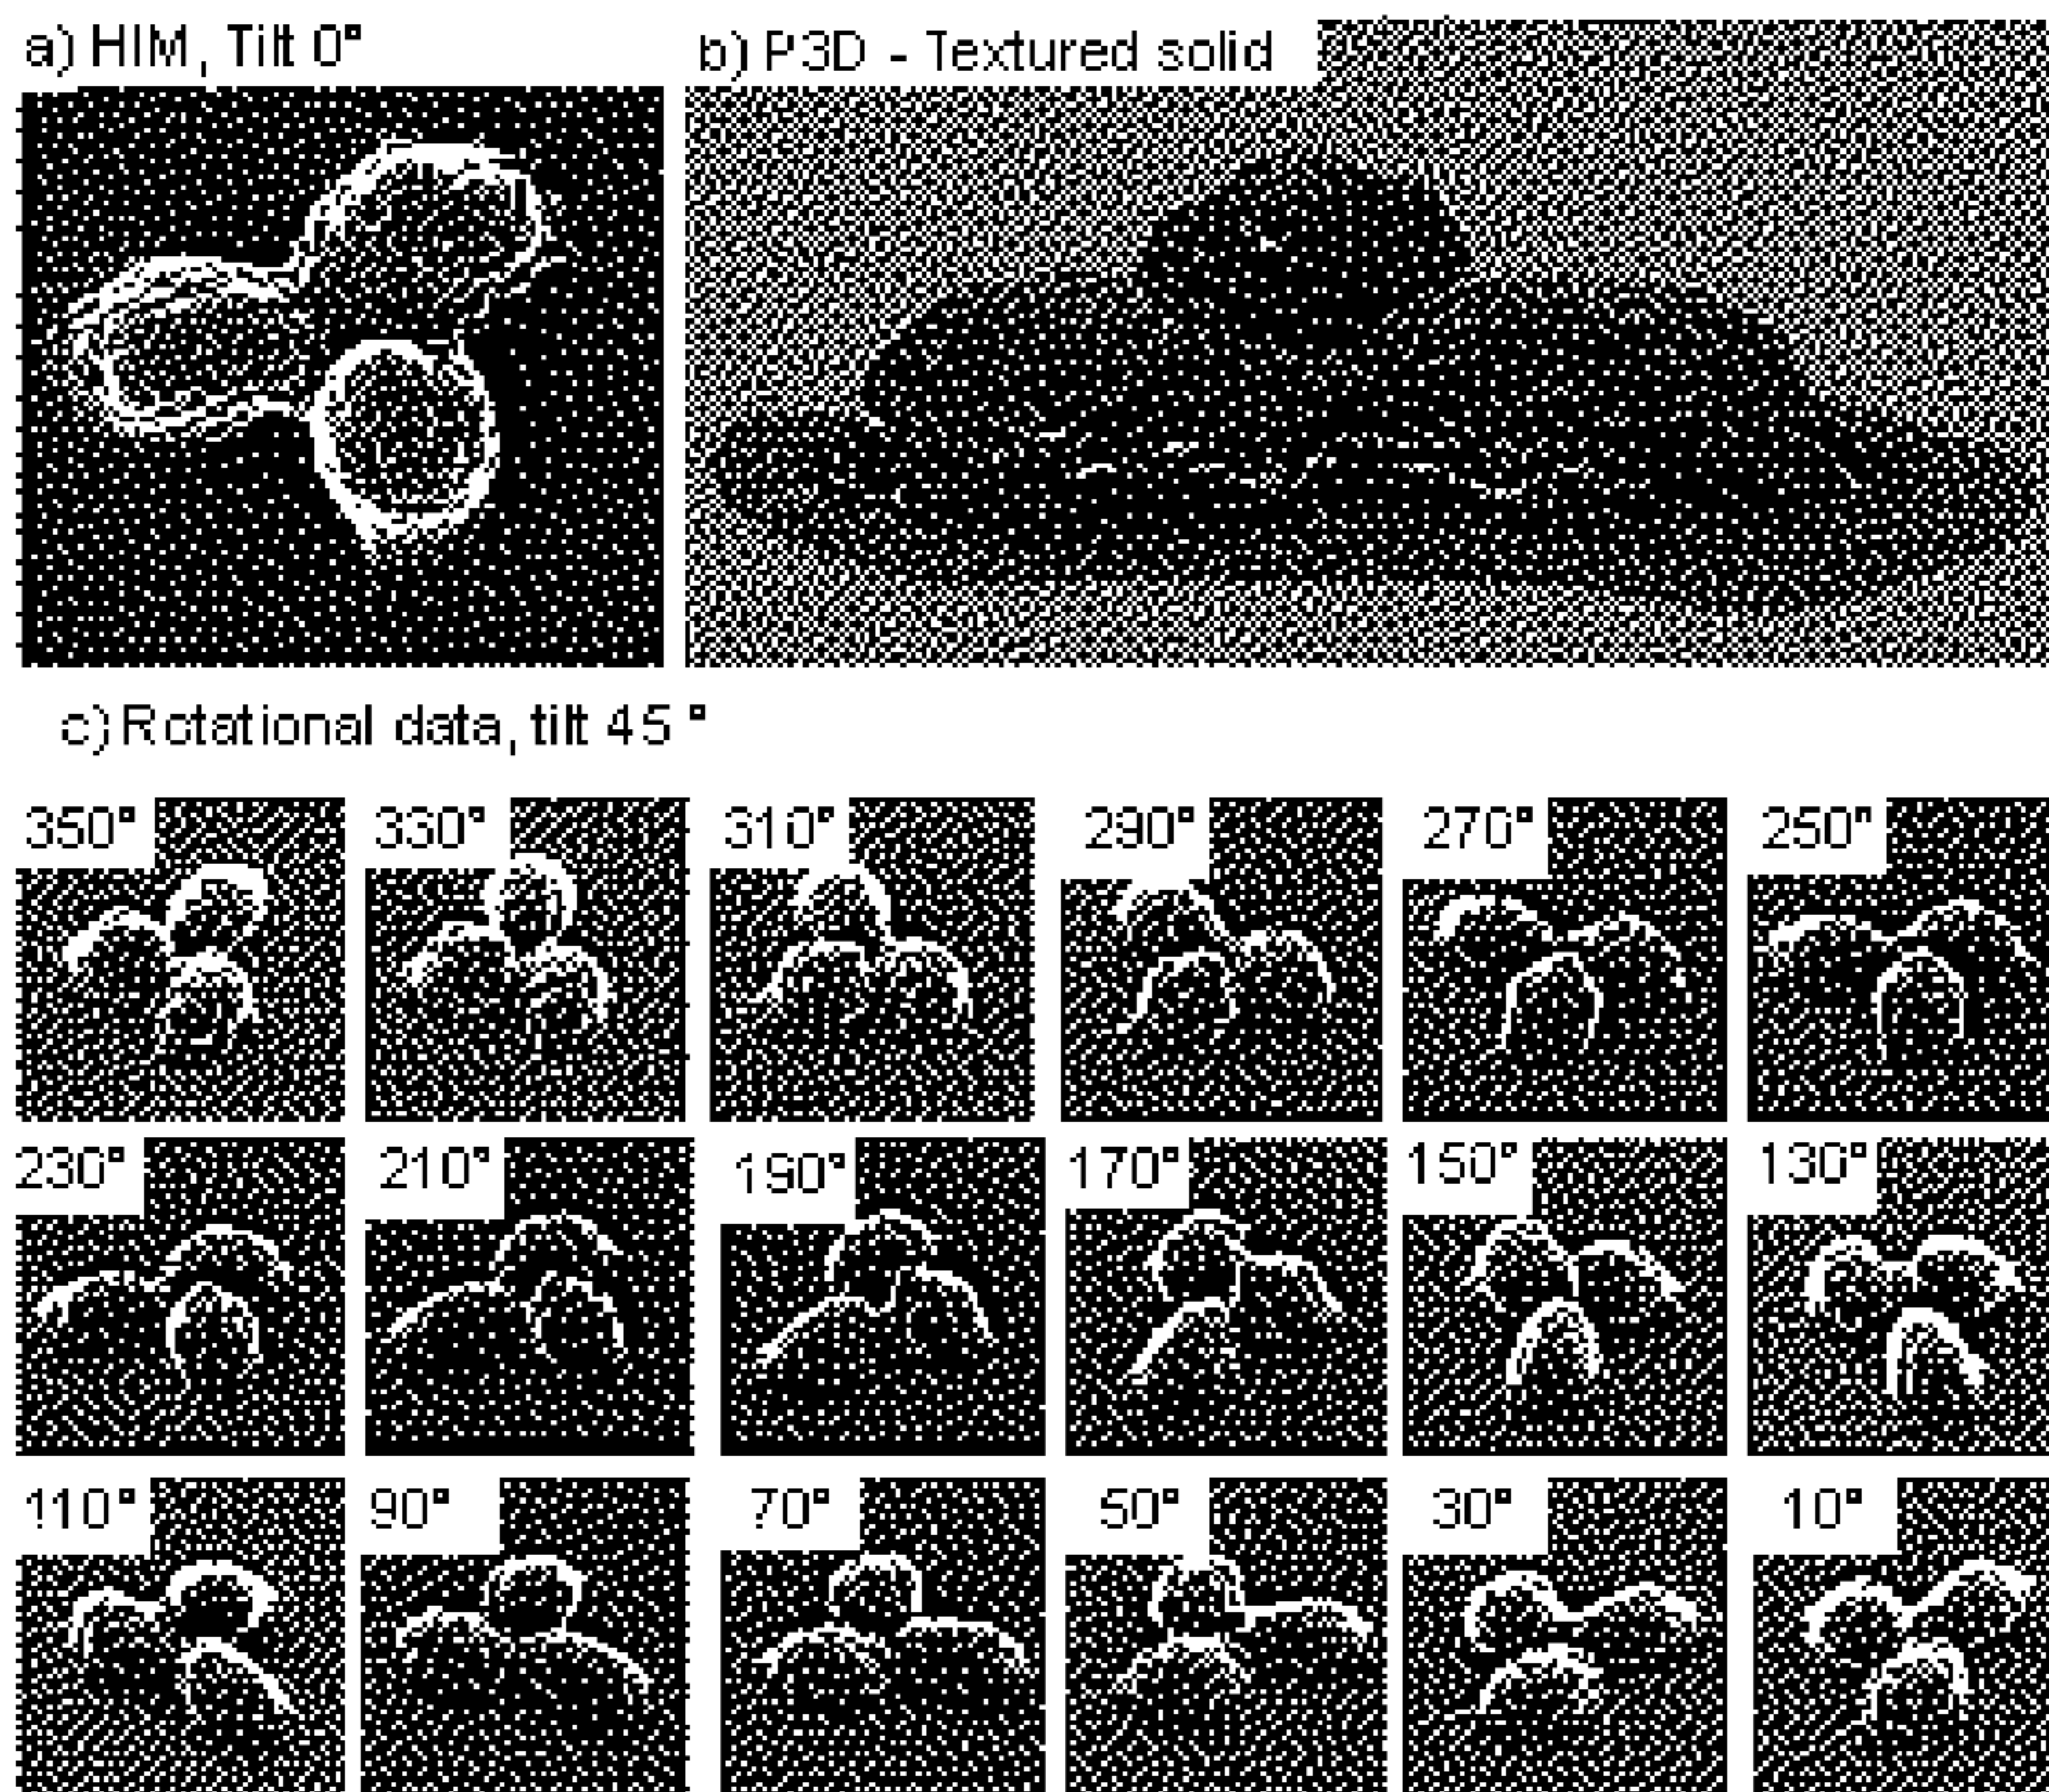 a) HIM, Tilt 0°
b) P3D - Textured solid
c) Rotational data, tilt 45°
350° 330° 310° 290° 270° 250°
230° 210° 190° 170° 150° 130°
110° 90° 70° 50° 30° 10°